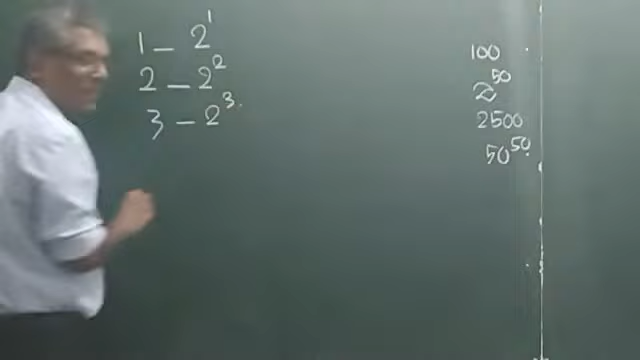 1 – 2¹
2 – 2²
3 – 2³.
100
2⁵⁰
2500
50⁵⁰